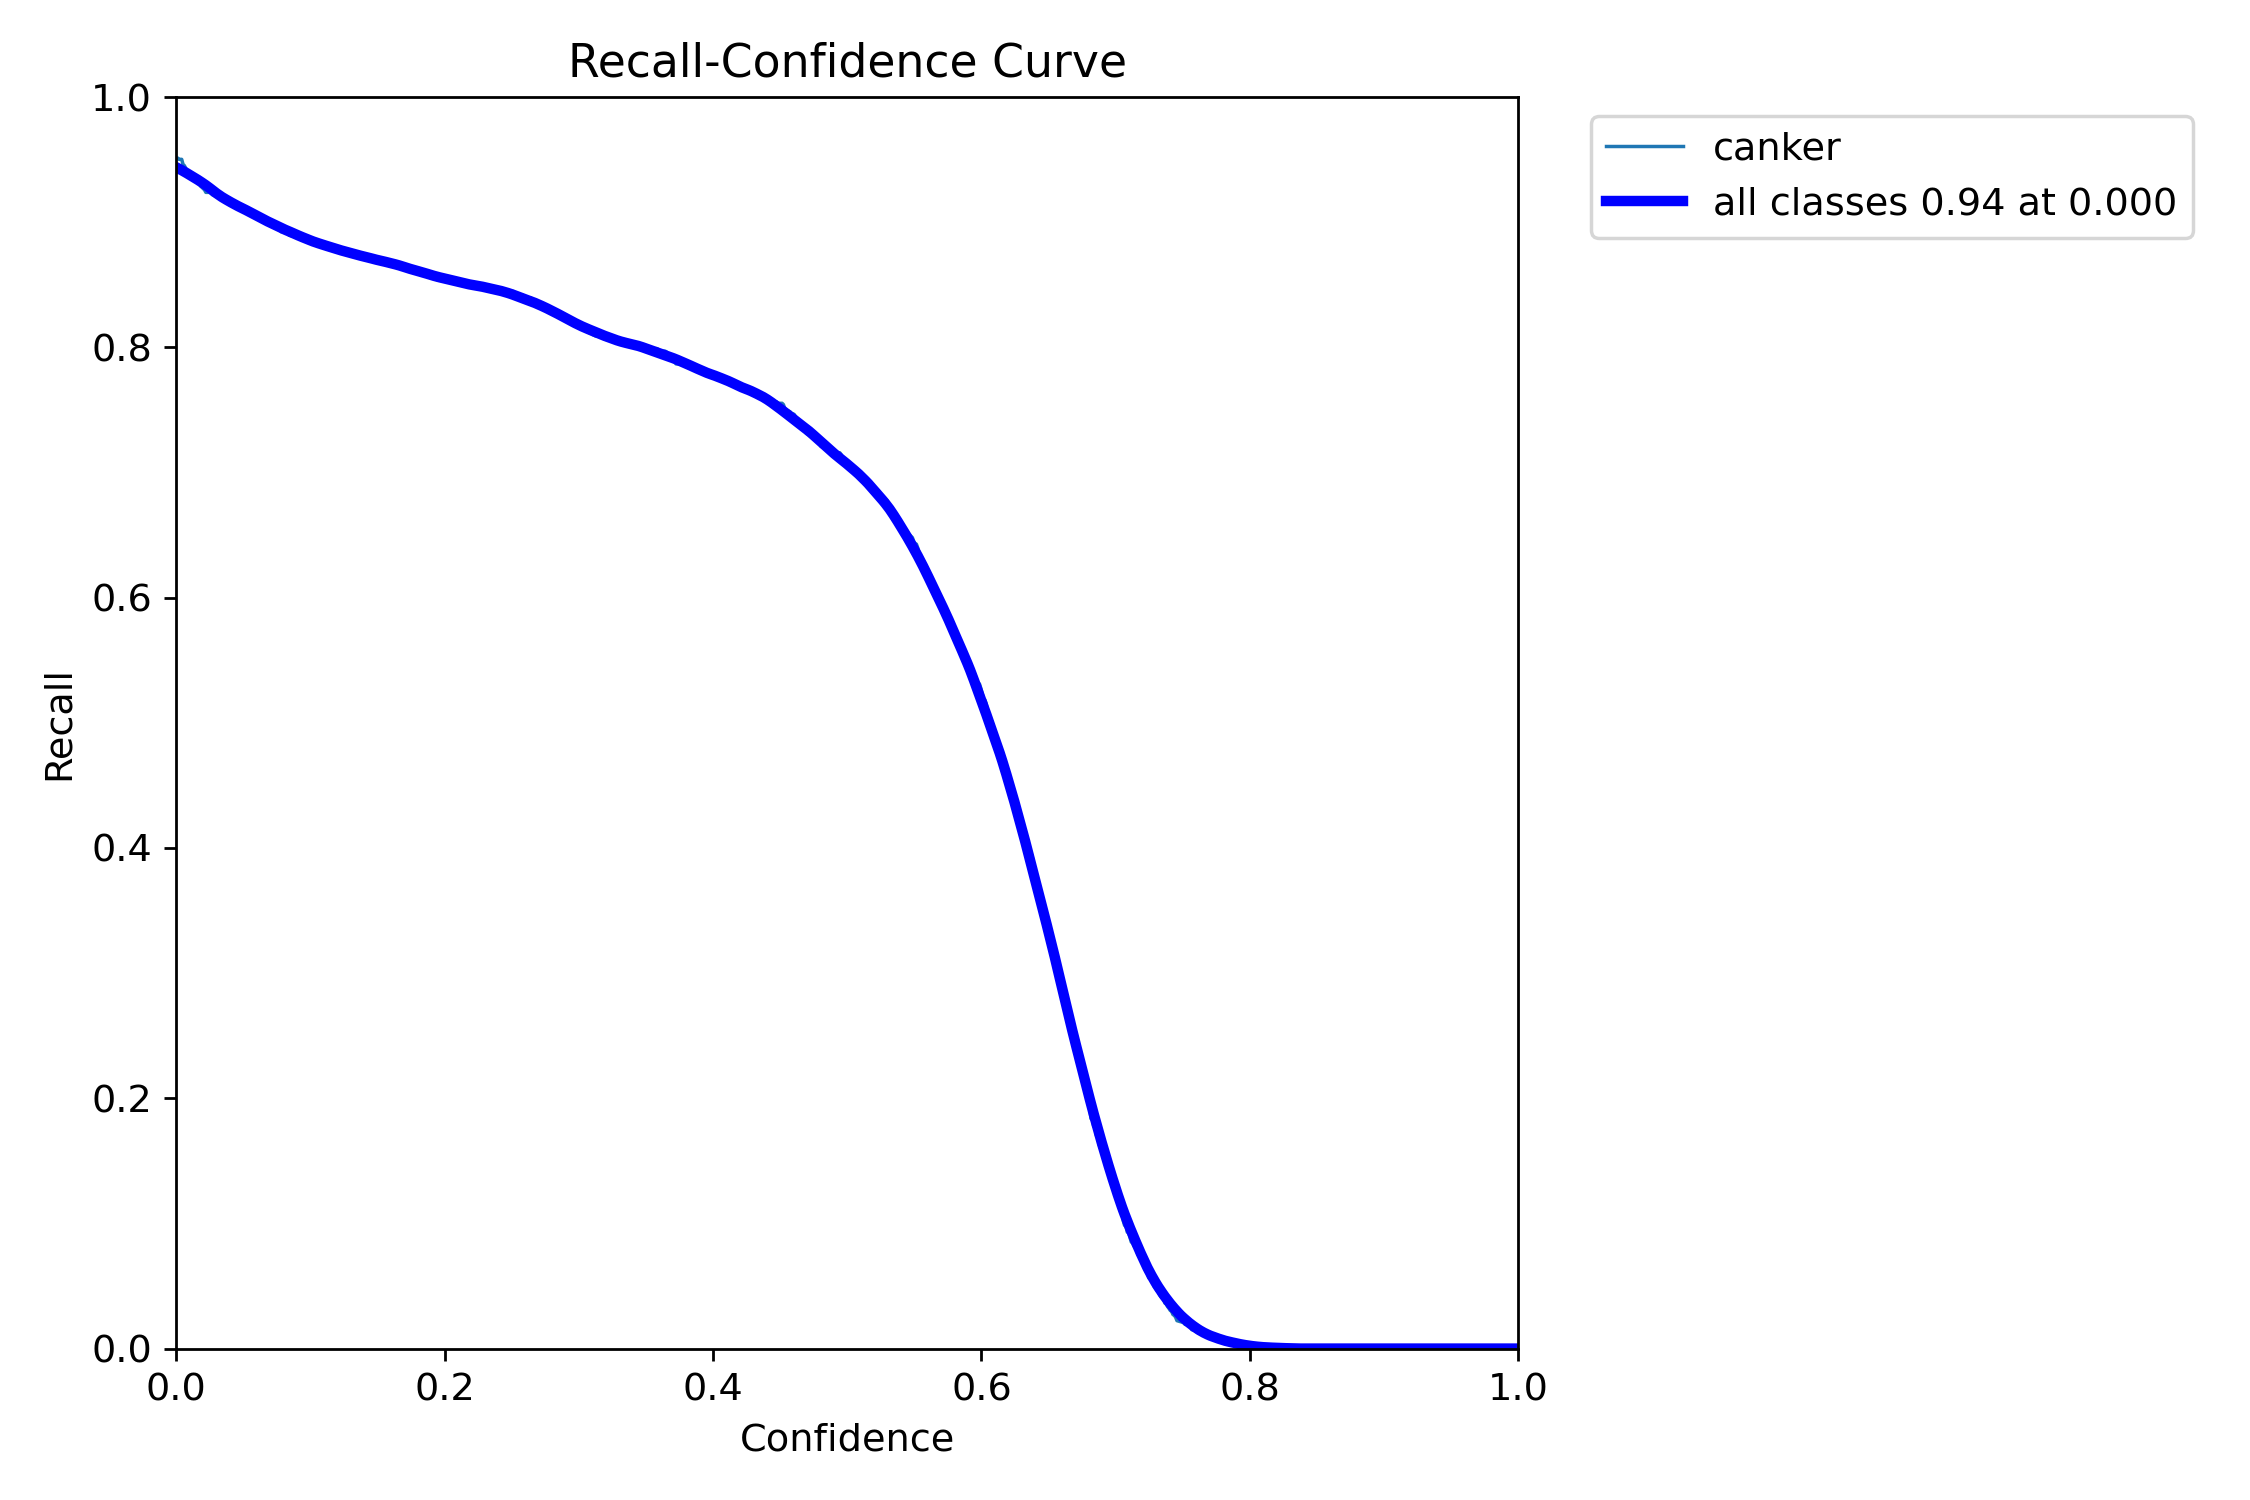 Recall-Confidence Curve
1.0
0.8
0.6
0.4
0.2
0.0
Recall
0.0 0.2 0.4 0.6 0.8 1.0
Confidence
canker
all classes 0.94 at 0.000